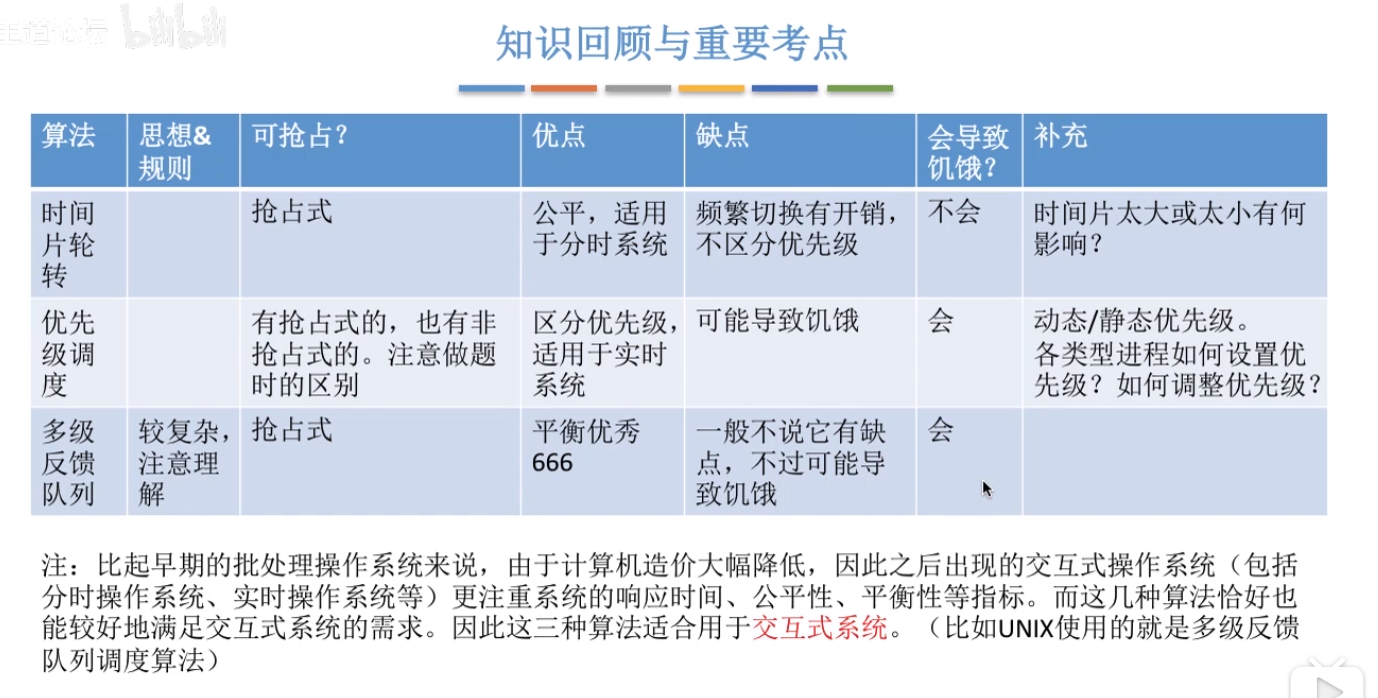 王道论坛 bilibili
知识回顾与重要考点
算法 思想& 可抢占？ 优点 缺点 会导致 补充
规则 饥饿？
时间 抢占式 公平，适用 频繁切换有开销， 不会 时间片太大或太小有何
片轮 于分时系统 不区分优先级 影响？
转
优先 有抢占式的，也有非 区分优先级， 可能导致饥饿 会 动态/静态优先级。
级调 抢占式的。注意做题 适用于实时 各类型进程如何设置优
度 时的区别 系统 先级？如何调整优先级？
多级 较复杂， 抢占式 平衡优秀 一般不说它有缺 会
反馈 注意理 666 点，不过可能导
队列 解 致饥饿
注：比起早期的批处理操作系统来说，由于计算机造价大幅降低，因此之后出现的交互式操作系统（包括
分时操作系统、实时操作系统等）更注重系统的响应时间、公平性、平衡性等指标。而这几种算法恰好也
能较好地满足交互式系统的需求。因此这三种算法适合用于交互式系统。（比如UNIX使用的就是多级反馈
队列调度算法）